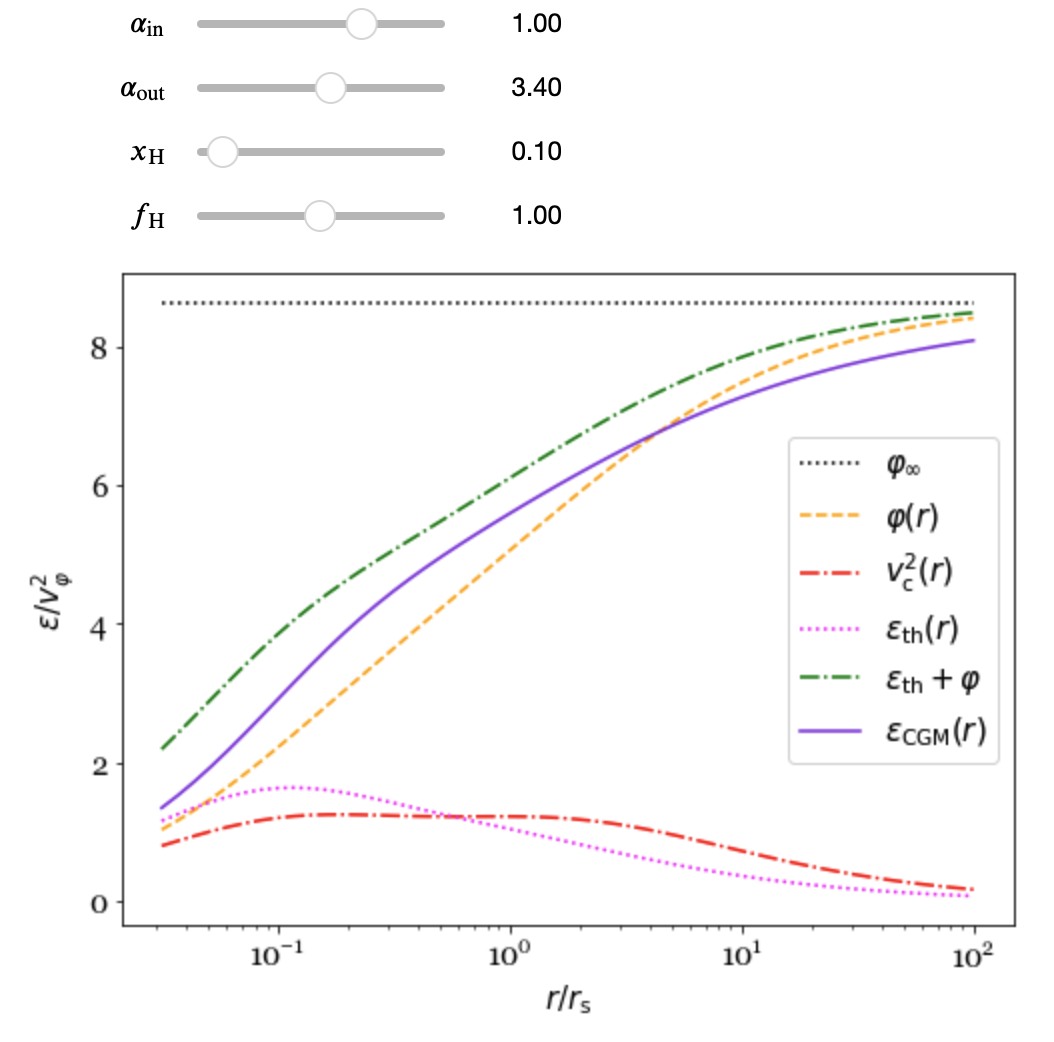 α_in 1.00
α_out 3.40
x_H 0.10
f_H 1.00
ε/v_φ^2
8
6
4
2
0
φ_∞
φ(r)
v_c^2(r)
ε_th(r)
ε_th + φ
ε_CGM(r)
10^−1 10^0 10^1 10^2
r/r_s